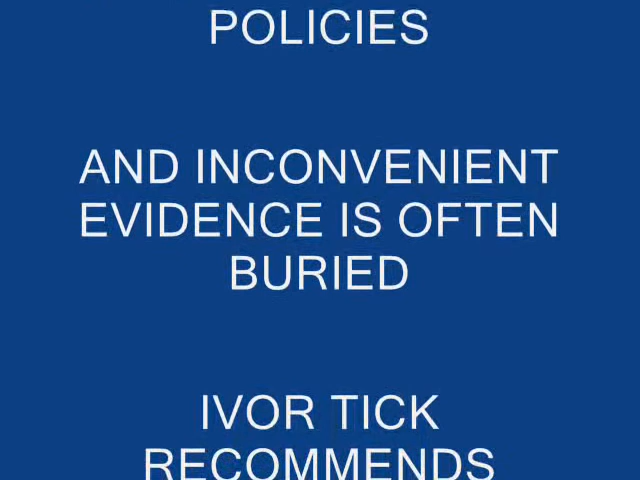 POLICIES
AND INCONVENIENT
EVIDENCE IS OFTEN
BURIED
IVOR TICK
RECOMMENDS